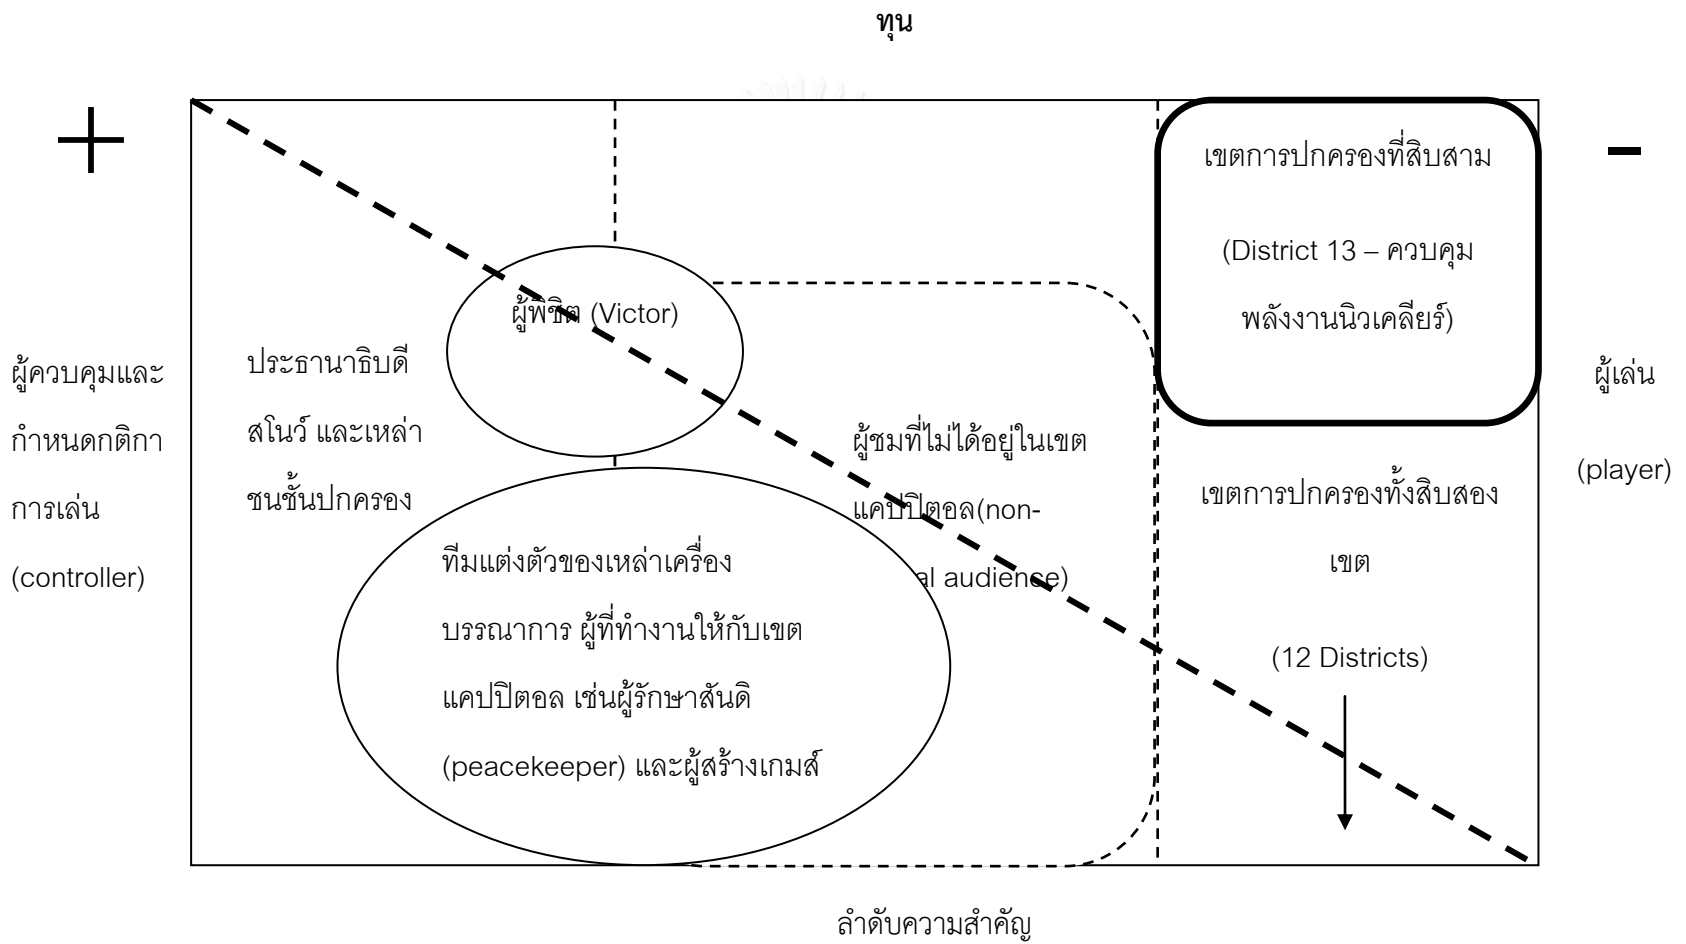 ทุน
+
-
ผู้ควบคุมและ
กำหนดกติกา
การเล่น
(controller)
ประธานาธิบดี
สโนว์ และเหล่า
ชนชั้นปกครอง
ผู้พิชิต (Victor)
ทีมแต่งตัวของเหล่าเครื่อง
บรรณาการ ผู้ที่ทำงานให้กับเขต
แคปปิตอล เช่นผู้รักษาสันติ
(peacekeeper) และผู้สร้างเกมส์
ผู้ชมที่ไม่ได้อยู่ในเขต
แคปปิตอล(non-
al audience)
เขตการปกครองที่สิบสาม
(District 13 – ควบคุม
พลังงานนิวเคลียร์)
เขตการปกครองทั้งสิบสอง
เขต
(12 Districts)
ผู้เล่น
(player)
ลำดับความสำคัญ